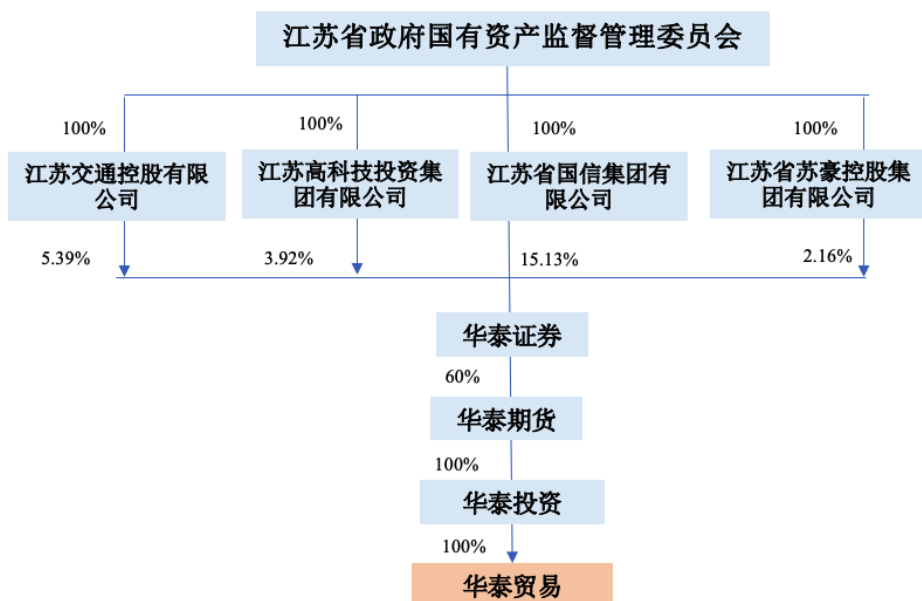 江苏省政府国有资产监督管理委员会
100%
100%
100%
100%
江苏交通控股有限
公司
江苏高科技投资集
团有限公司
江苏省国信集团有
限公司
江苏省苏豪控股集
团有限公司
5.39%
3.92%
15.13%
2.16%
华泰证券
60%
华泰期货
100%
华泰投资
100%
华泰贸易